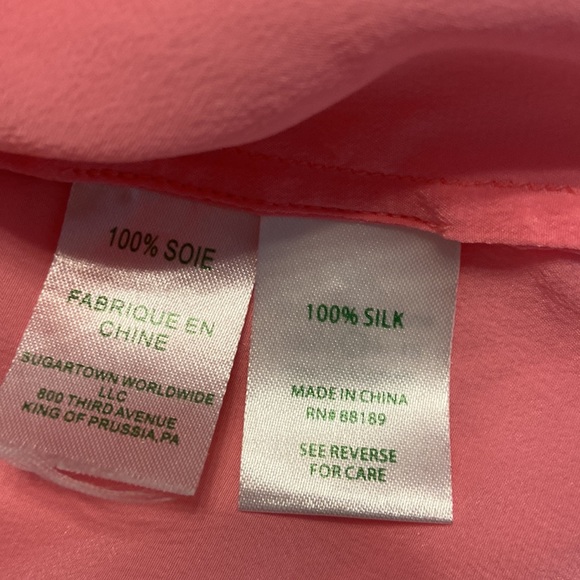 100% SOIE
FABRIQUE EN
CHINE
SUGARTOWN WORLDWIDE
LLC
800 THIRD AVENUE
KING OF PRUSSIA,PA
100% SILK
MADE IN CHINA
RN# 88189
SEE REVERSE
FOR CARE